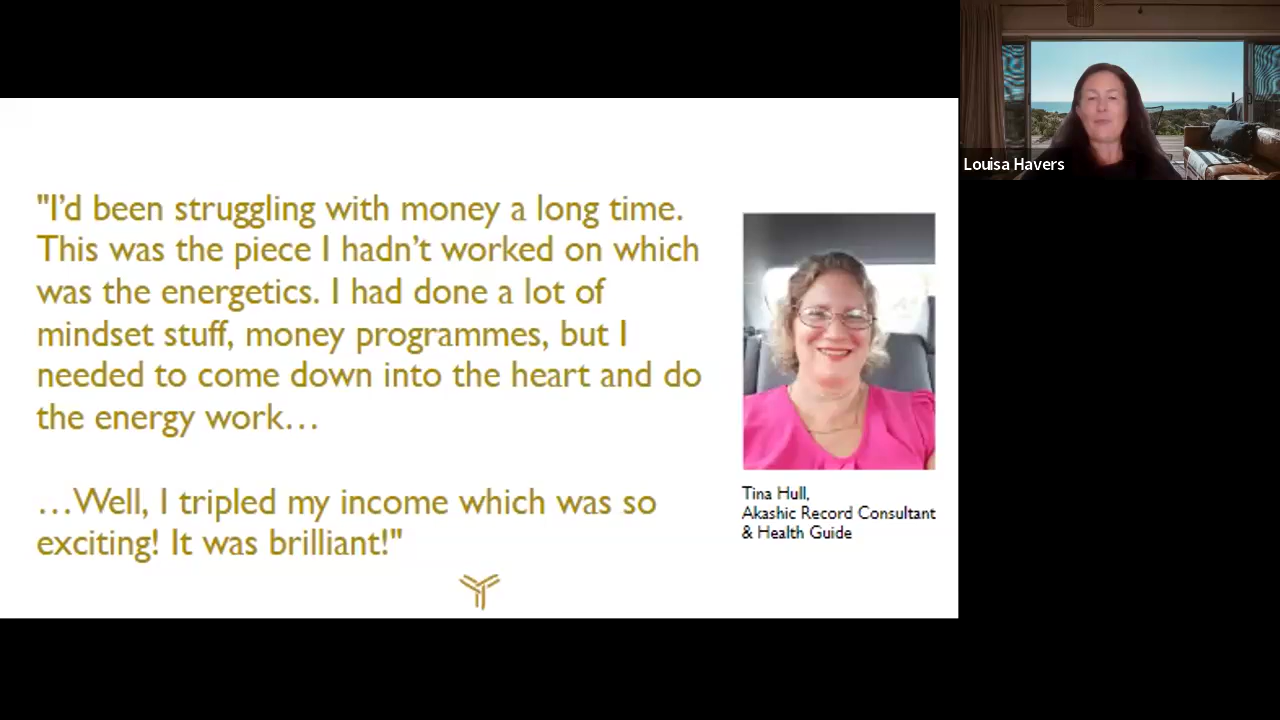 "I’d been struggling with money a long time.
This was the piece I hadn’t worked on which
was the energetics. I had done a lot of
mindset stuff, money programmes, but I
needed to come down into the heart and do
the energy work…
…Well, I tripled my income which was so
exciting! It was brilliant!"
Tina Hull,
Akashic Record Consultant
& Health Guide
Louisa Havers